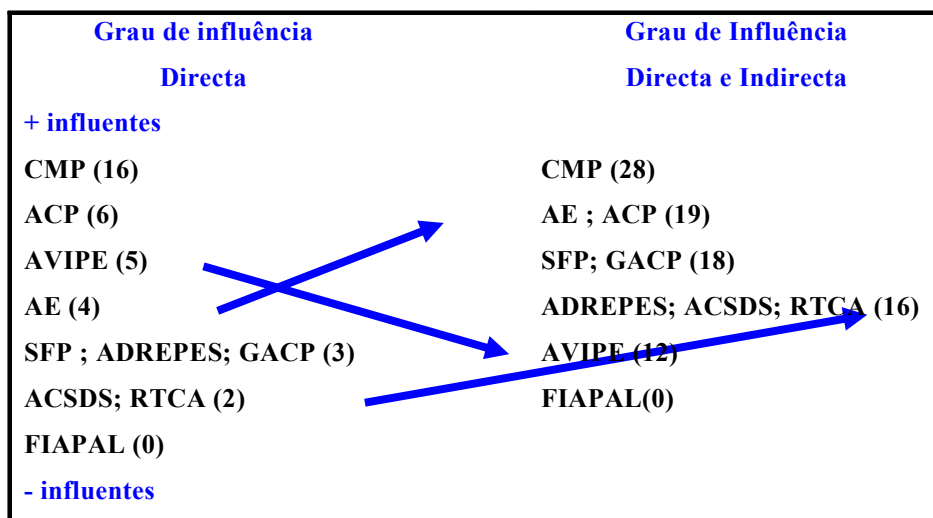 Grau de influência
Directa
+ influentes
CMP (16)
ACP (6)
AVIPE (5)
AE (4)
SFP ; ADREPES; GACP (3)
ACSDS; RTCA (2)
FIAPAL (0)
- influentes
Grau de Influência
Directa e Indirecta
CMP (28)
AE ; ACP (19)
SFP; GACP (18)
ADREPES; ACSDS; RTCA (16)
AVIPE (12)
FIAPAL(0)